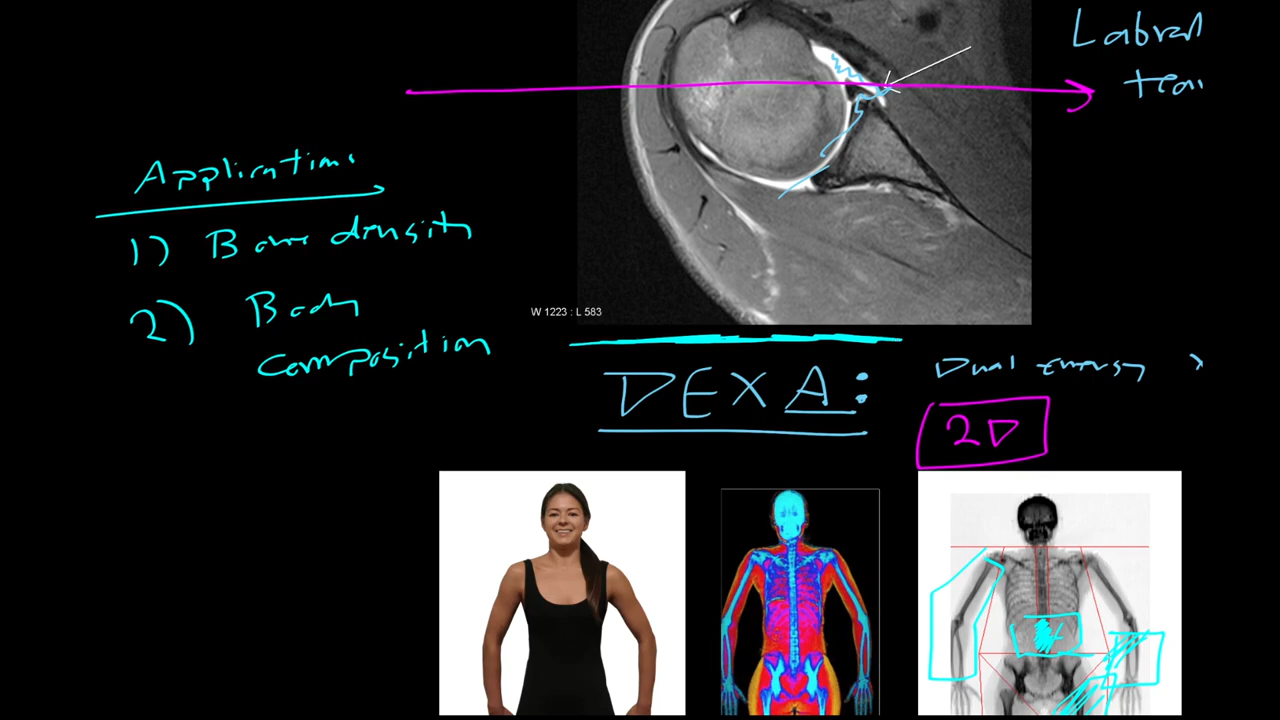 Labral
tear
Applications
1) Bone density
2) Body
composition
W 1223 : L 583
DEXA:
Dual energy x
2D